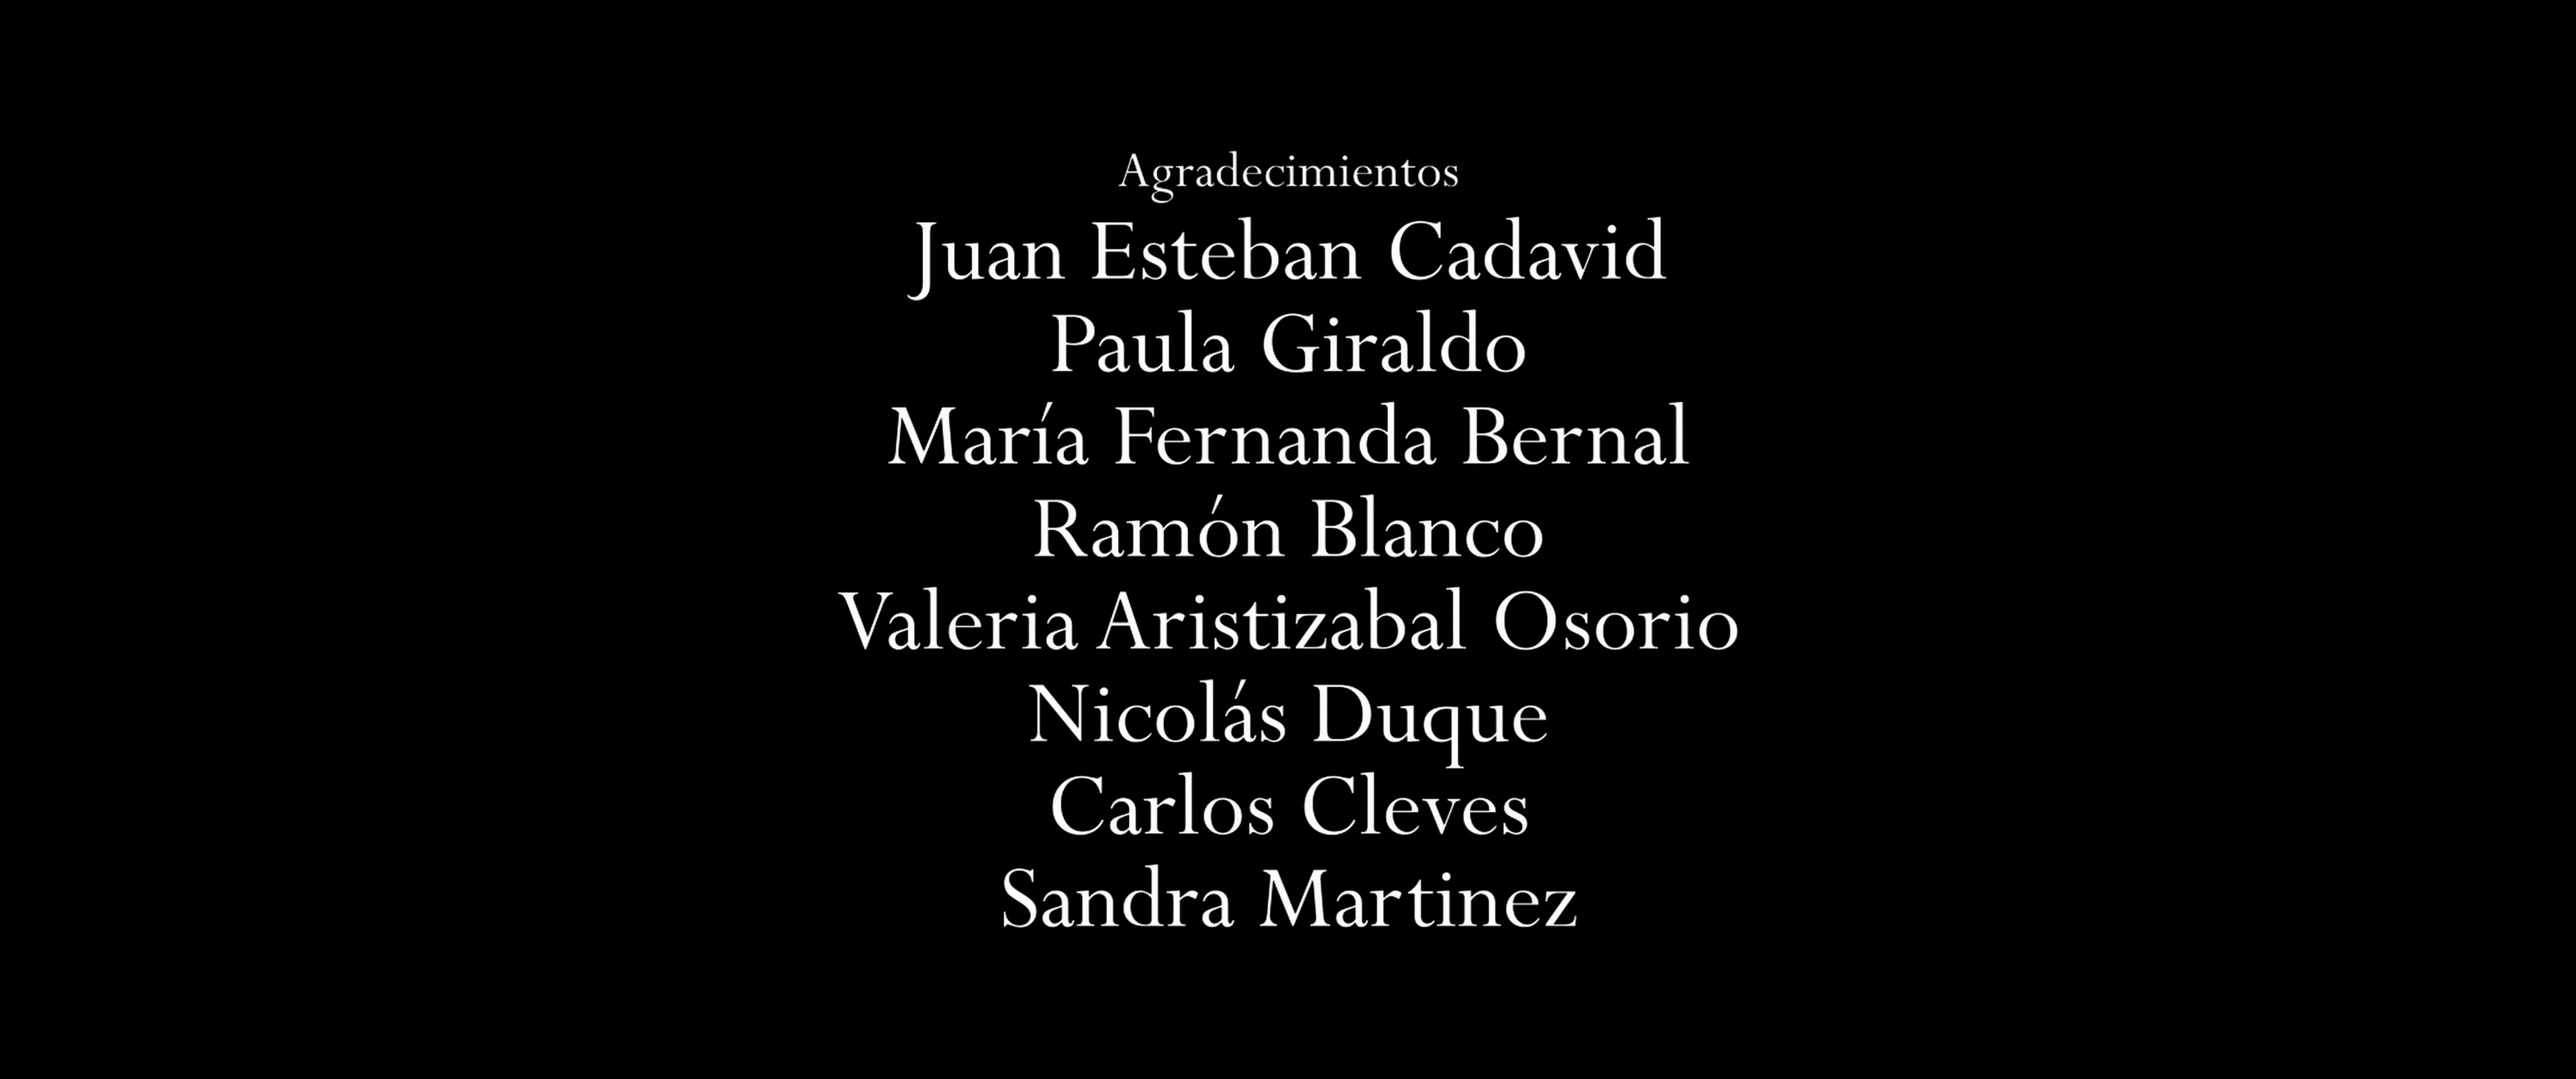 Agradecimientos
Juan Esteban Cadavid
Paula Giraldo
María Fernanda Bernal
Ramón Blanco
Valeria Aristizabal Osorio
Nicolás Duque
Carlos Cleves
Sandra Martinez